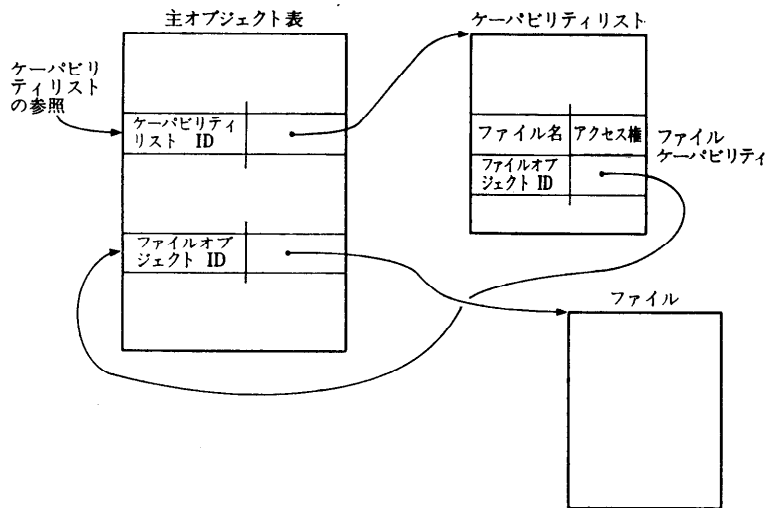 主オブジェクト表
ケーパビリティリスト
ケーパビリ
ティリスト
の参照
ケーパビリティ
リスト ID
ファイル名
アクセス権
ファイル
ケーパビリティ
ファイルオブ
ジェクト ID
ファイルオブ
ジェクト ID
ファイル